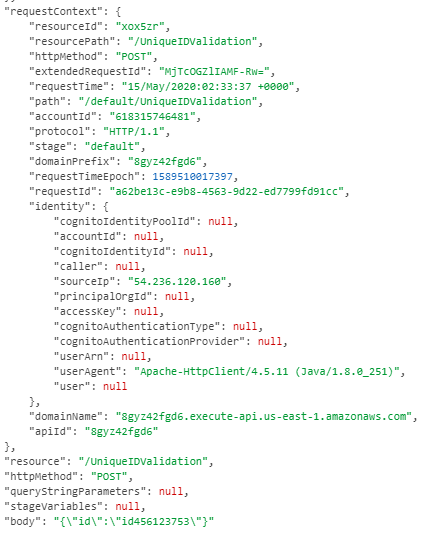 "requestContext": {
"resourceId": "xox5zr",
"resourcePath": "/UniqueIDValidation",
"httpMethod": "POST",
"extendedRequestId": "MjTcOGZlIAMF-Rw=",
"requestTime": "15/May/2020:02:33:37 +0000",
"path": "/default/UniqueIDValidation",
"accountId": "618315746481",
"protocol": "HTTP/1.1",
"stage": "default",
"domainPrefix": "8gyz42fgd6",
"requestTimeEpoch": 1589510017397,
"requestId": "a62be13c-e9b8-4563-9d22-ed7799fd91cc",
"identity": {
"cognitoIdentityPoolId": null,
"accountId": null,
"cognitoIdentityId": null,
"caller": null,
"sourceIp": "54.236.120.160",
"principalOrgId": null,
"accessKey": null,
"cognitoAuthenticationType": null,
"cognitoAuthenticationProvider": null,
"userArn": null,
"userAgent": "Apache-HttpClient/4.5.11 (Java/1.8.0_251)",
"user": null
},
"domainName": "8gyz42fgd6.execute-api.us-east-1.amazonaws.com",
"apiId": "8gyz42fgd6"
},
"resource": "/UniqueIDValidation",
"httpMethod": "POST",
"queryStringParameters": null,
"stageVariables": null,
"body": "{\"id\":\"id456123753\"}"